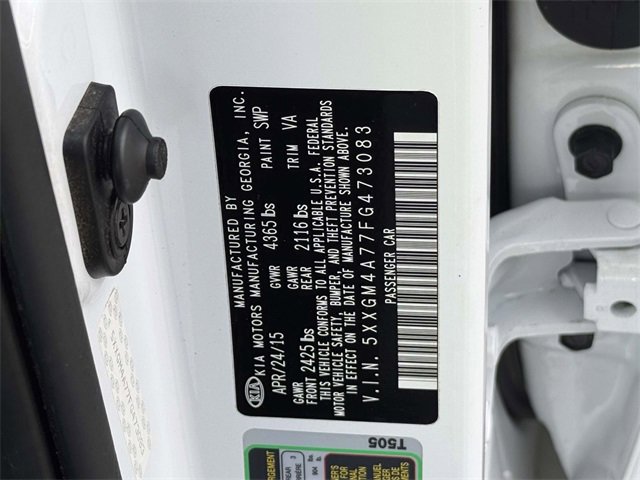 MANUFACTURED BY
KIA KIA MOTORS MANUFACTURING GEORGIA, INC.
APR/24/15 GVWR 4365 lbs PAINT SWP
GAWR FRONT 2425 lbs GAWR REAR 2116 lbs TRIM VA
THIS VEHICLE CONFORMS TO ALL APPLICABLE U.S.A. FEDERAL
MOTOR VEHICLE SAFETY, BUMPER, AND THEFT PREVENTION STANDARDS
IN EFFECT ON THE DATE OF MANUFACTURE SHOWN ABOVE.
V.I.N. 5XXGM4A77FG473083
PASSENGER CAR
T505